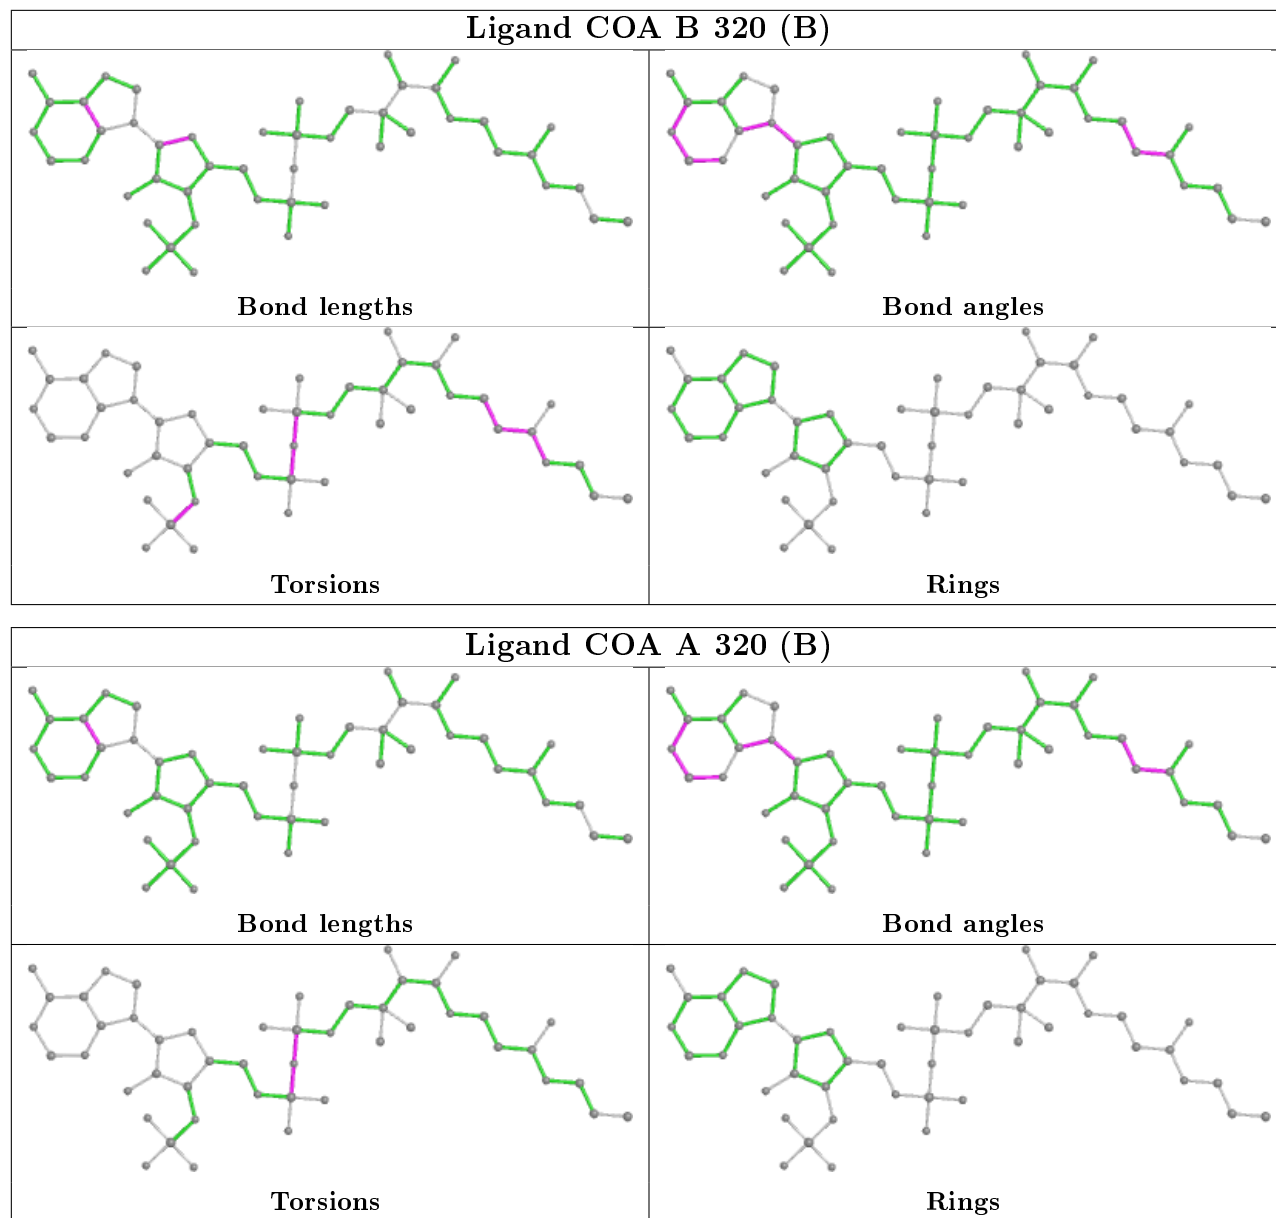 Ligand COA B 320 (B)
Bond lengths
Bond angles
Torsions
Rings
Ligand COA A 320 (B)
Bond lengths
Bond angles
Torsions
Rings